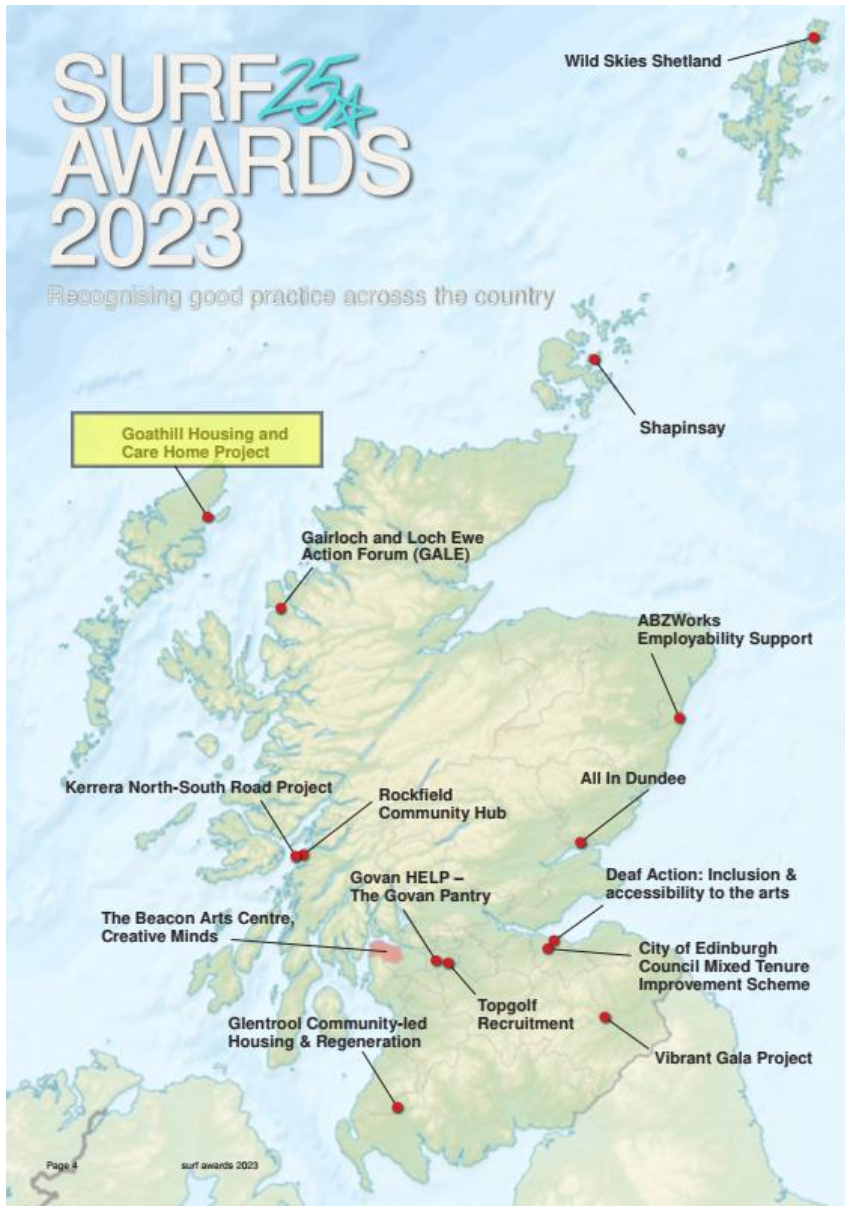 SURF 25
AWARDS
2023
Recognising good practice acrosss the country
Wild Skies Shetland
Shapinsay
Goathill Housing and
Care Home Project
Gairloch and Loch Ewe
Action Forum (GALE)
ABZWorks
Employability Support
Kerrera North-South Road Project
Rockfield
Community Hub
All In Dundee
Govan HELP –
The Govan Pantry
Deaf Action: Inclusion &
accessibility to the arts
The Beacon Arts Centre,
Creative Minds
City of Edinburgh
Council Mixed Tenure
Improvement Scheme
Topgolf
Recruitment
Glentrool Community-led
Housing & Regeneration
Vibrant Gala Project
Page 4
surf awards 2023